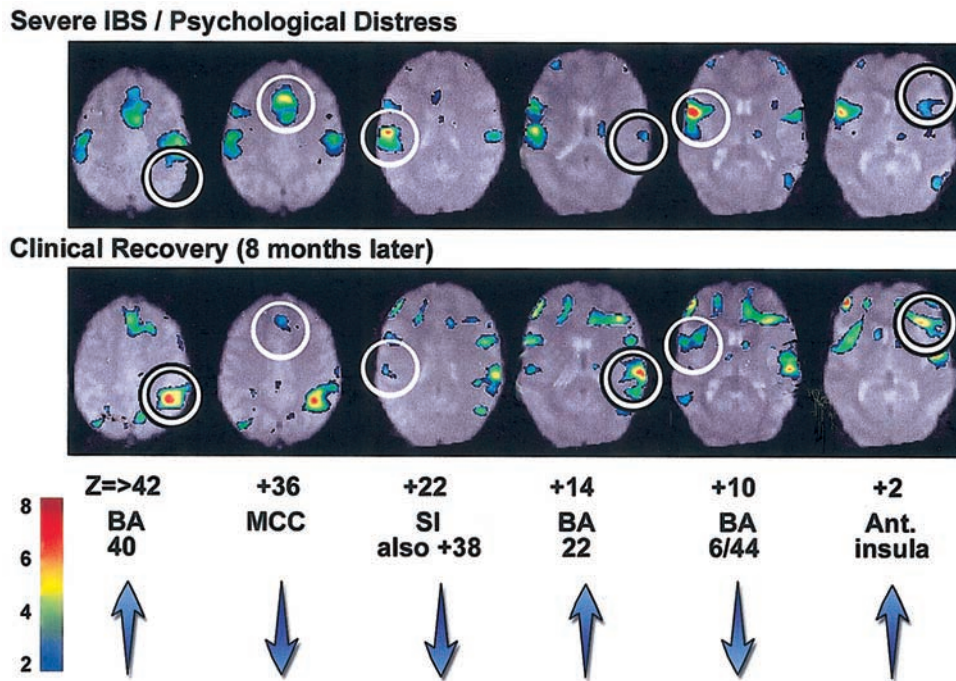 Severe IBS / Psychological Distress
Clinical Recovery (8 months later)
Z=>42 +36 +22 +14 +10 +2
BA MCC SI BA BA Ant.
40 also +38 22 6/44 insula
8
6
4
2